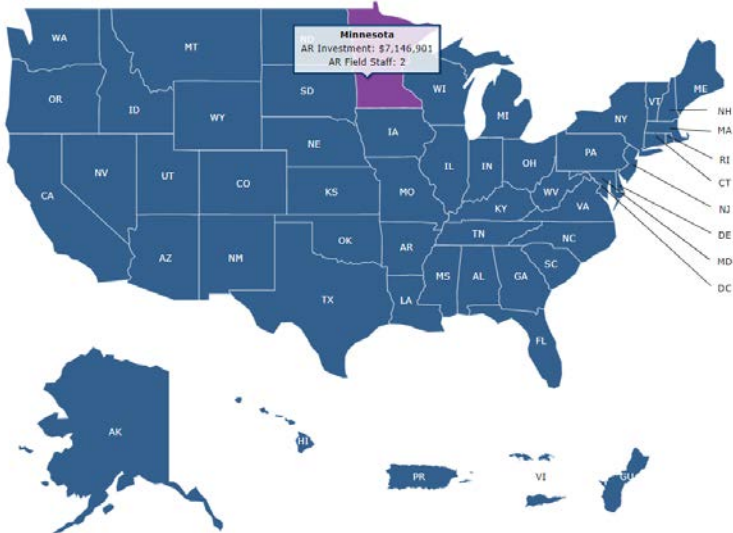 WA
MT
ND
Minnesota
AR Investment: $7,146,901
AR Field Staff: 2
OR
ID
WY
SD
WI
MI
NY
VT
ME
NH
MA
RI
CT
NJ
DE
MD
DC
NE
IA
PA
CA
NV
UT
CO
KS
MO
IL
IN
OH
WV
VA
KY
AZ
NM
OK
AR
TN
NC
SC
TX
LA
MS
AL
GA
FL
AK
HI
PR
VI
GU